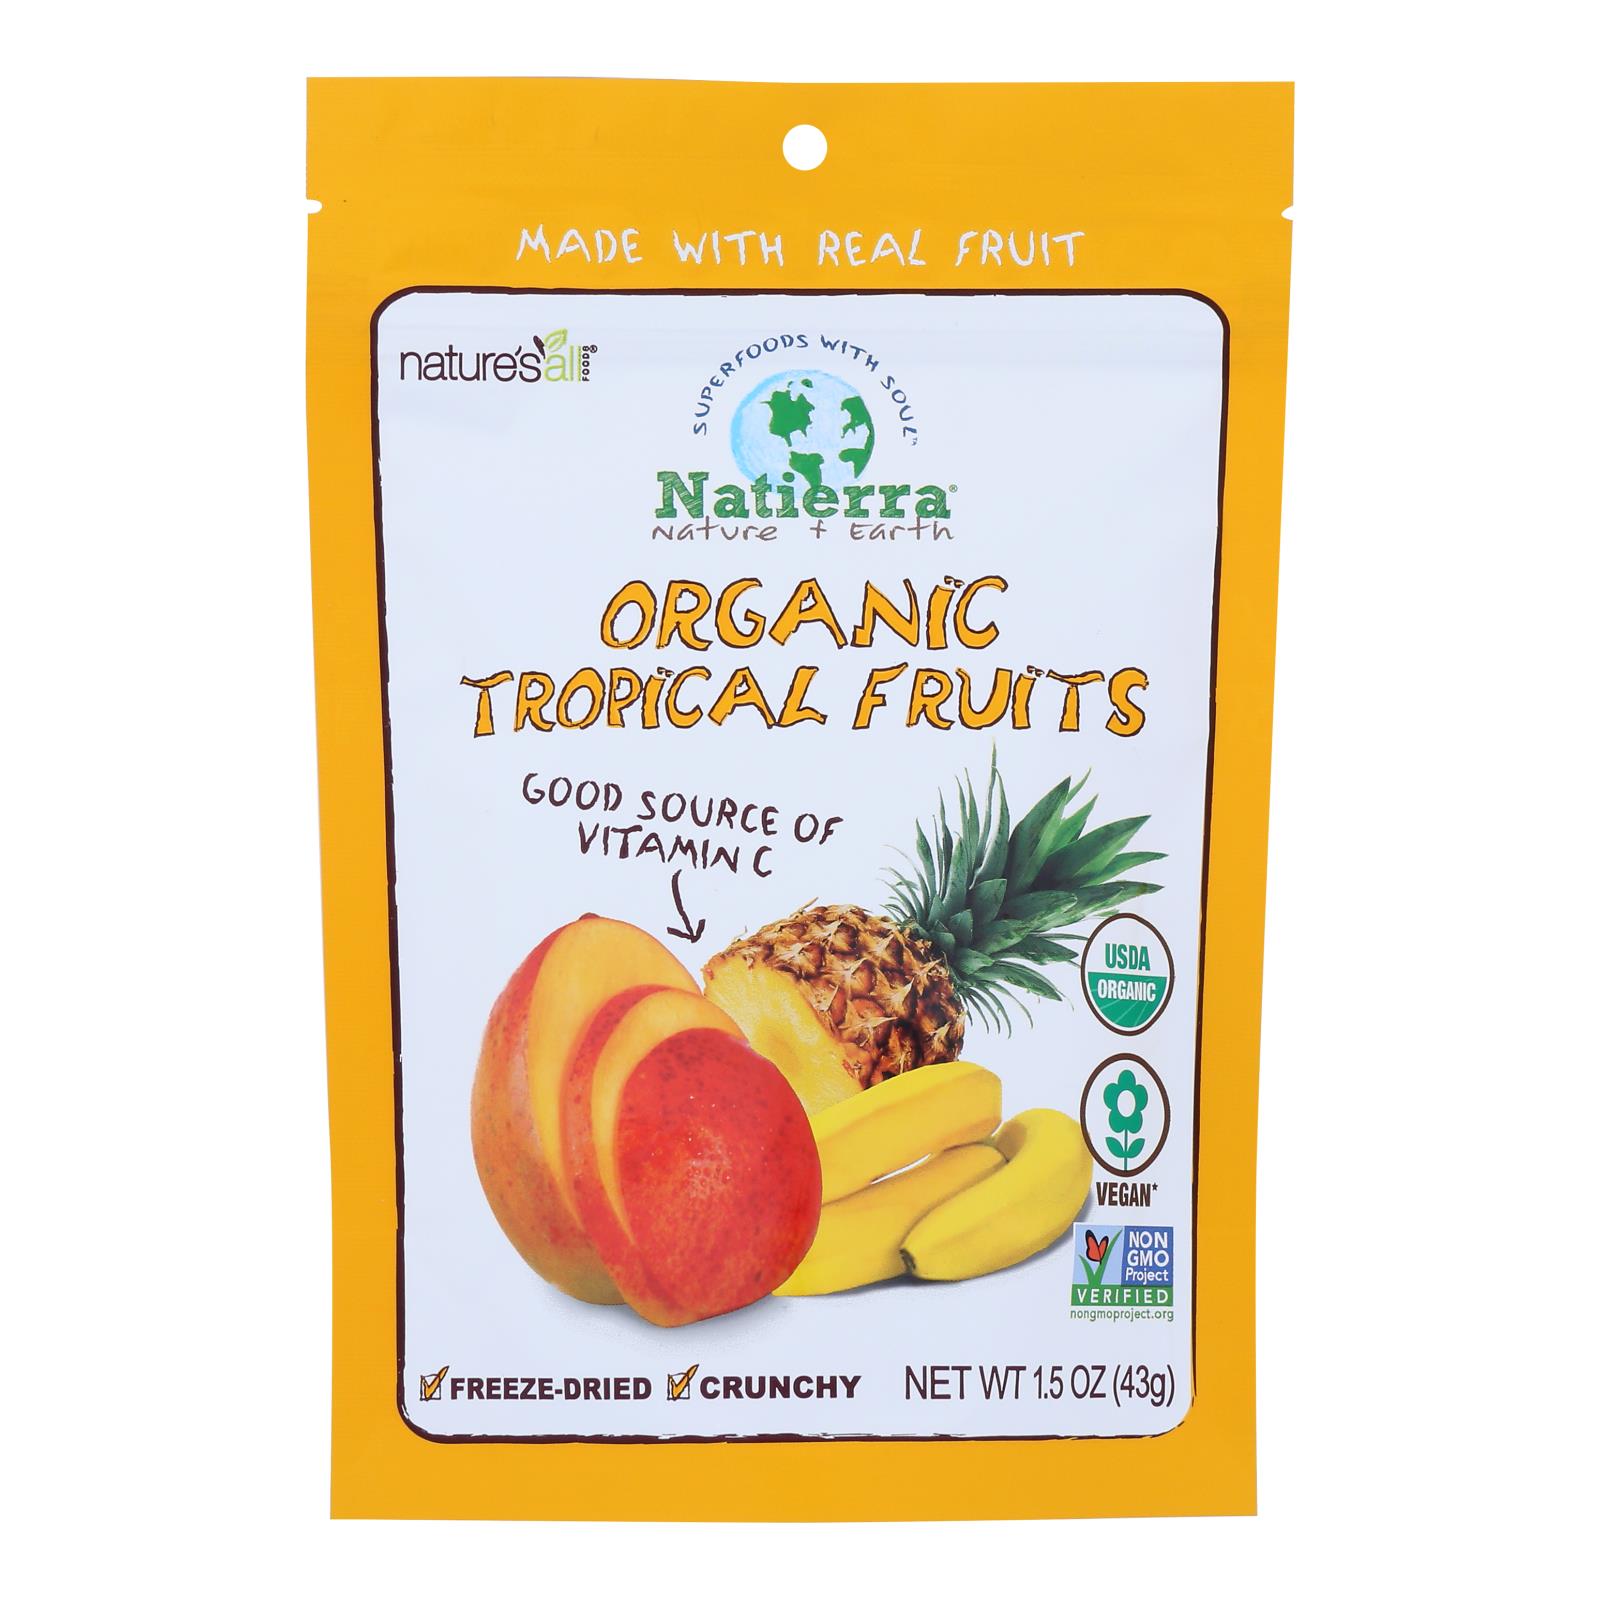 MADE WITH REAL FRUIT
nature's all FOODS®
SUPERFOODS WITH SOUL™
Natierra®
Nature + Earth
ORGANIC
TROPICAL FRUITS
GOOD SOURCE OF
VITAMIN C
USDA
ORGANIC
VEGAN*
NON
GMO
Project
VERIFIED
nongmoproject.org
FREEZE-DRIED CRUNCHY NET WT 1.5 OZ (43g)